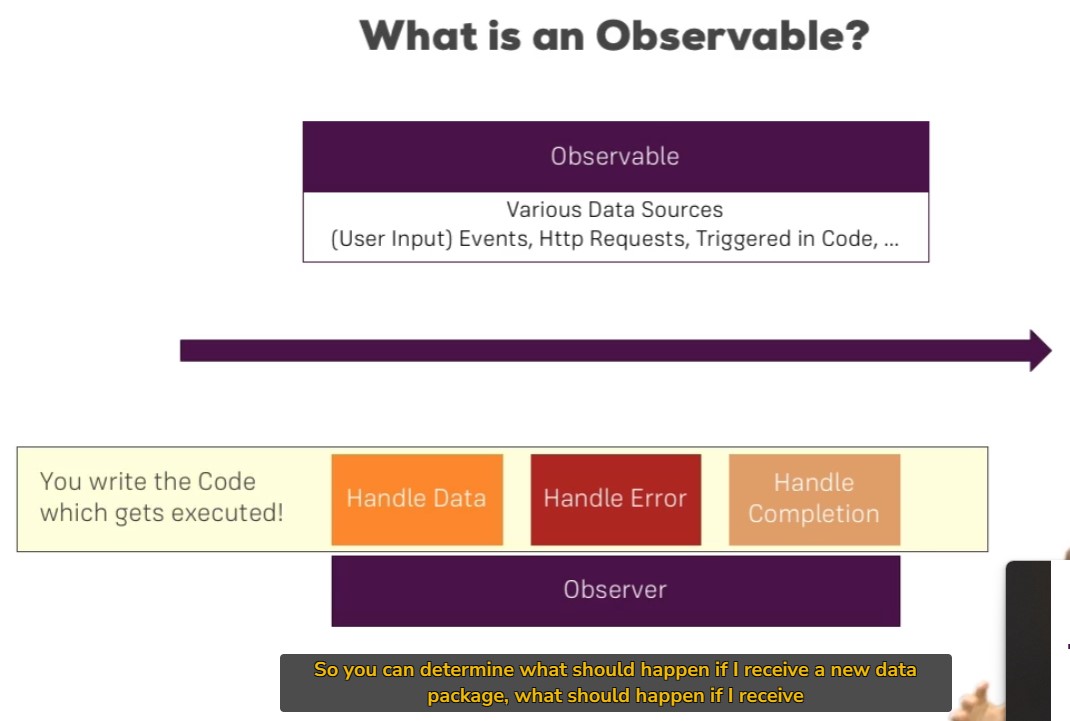 What is an Observable?
Observable
Various Data Sources
(User Input) Events, Http Requests, Triggered in Code, ...
You write the Code
which gets executed!
Handle Data
Handle Error
Handle
Completion
Observer
So you can determine what should happen if I receive a new data
package, what should happen if I receive